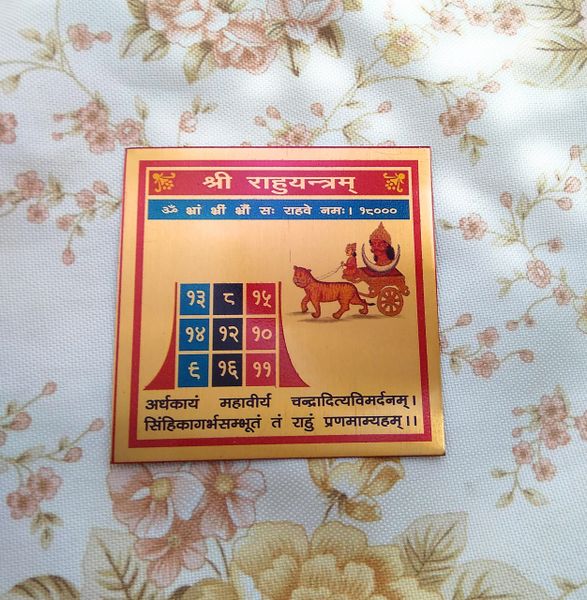 श्री राहुयन्त्रम्
ॐ भ्रां भ्रीं भ्रौं सः राहवे नमः। १८०००
१३ ८ १५
१४ १२ १०
९ १६ ११
अर्धकायं महावीर्य चन्द्रादित्यविमर्दनम्।
सिंहिकागर्भसम्भूतं तं राहुं प्रणमाम्यहम्।।